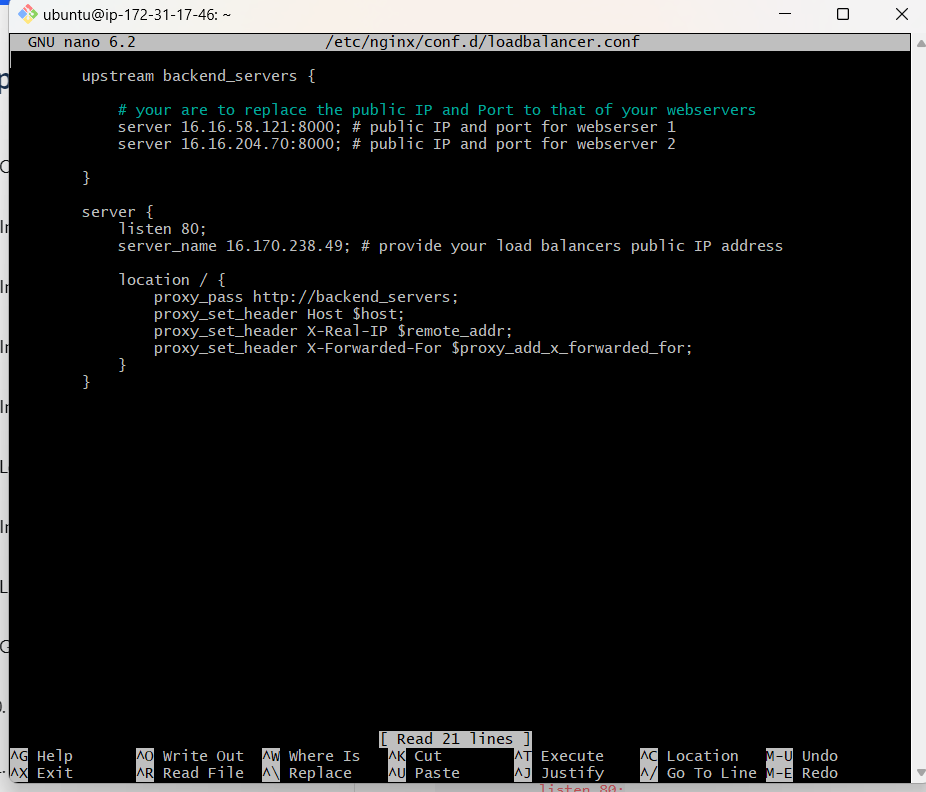 ubuntu@ip-172-31-17-46: ~
GNU nano 6.2 /etc/nginx/conf.d/loadbalancer.conf
upstream backend_servers {
# your are to replace the public IP and Port to that of your webservers
server 16.16.58.121:8000; # public IP and port for webserser 1
server 16.16.204.70:8000; # public IP and port for webserver 2
}
server {
listen 80;
server_name 16.170.238.49; # provide your load balancers public IP address
location / {
proxy_pass http://backend_servers;
proxy_set_header Host $host;
proxy_set_header X-Real-IP $remote_addr;
proxy_set_header X-Forwarded-For $proxy_add_x_forwarded_for;
}
}
[ Read 21 lines ]
^G Help ^O Write Out ^W Where Is ^K Cut ^T Execute ^C Location M-U Undo
^X Exit ^R Read File ^\ Replace ^U Paste ^J Justify ^/ Go To Line M-E Redo
listen 80;